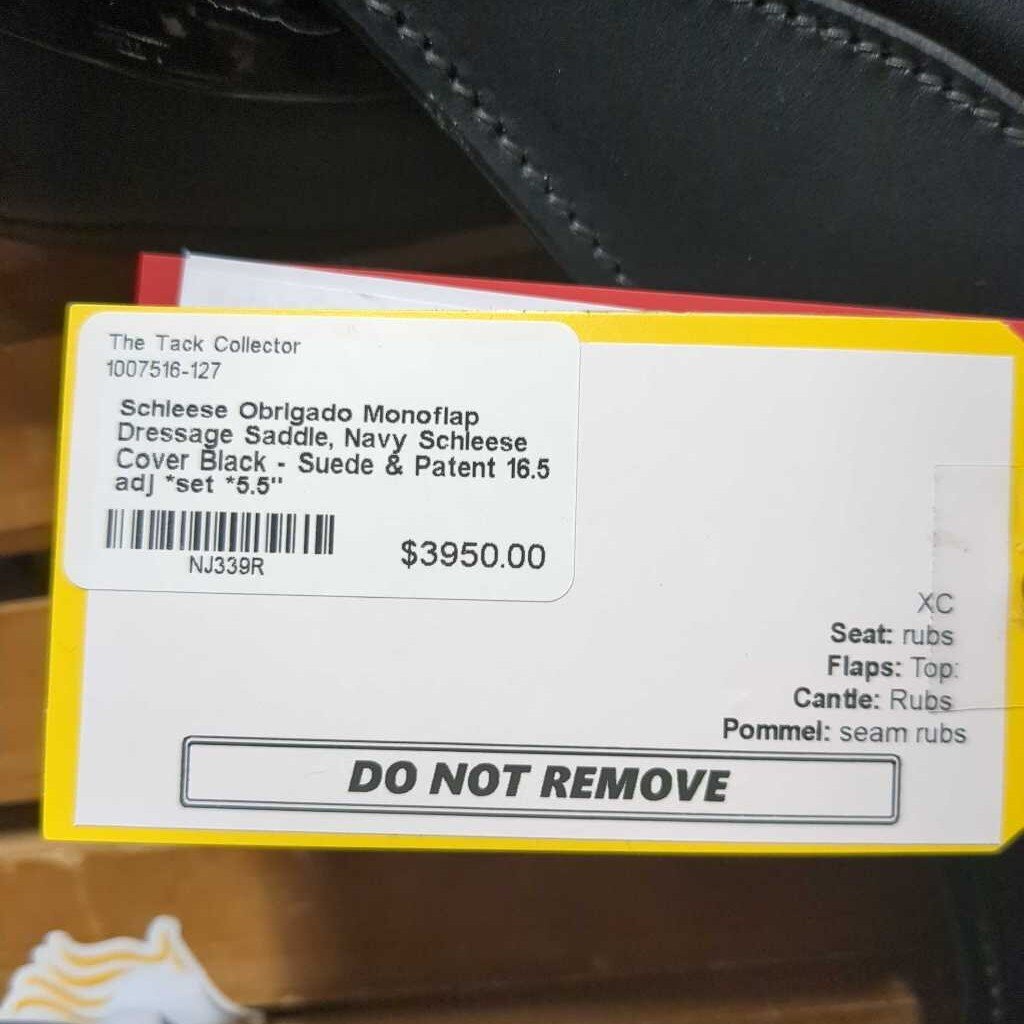 The Tack Collector
1007516-127
Schleese Obrigado Monoflap
Dressage Saddle, Navy Schleese
Cover Black - Suede & Patent 16.5
adj *set *5.5"
NJ339R
$3950.00
XC
Seat: rubs
Flaps: Top:
Cantle: Rubs
Pommel: seam rubs
DO NOT REMOVE